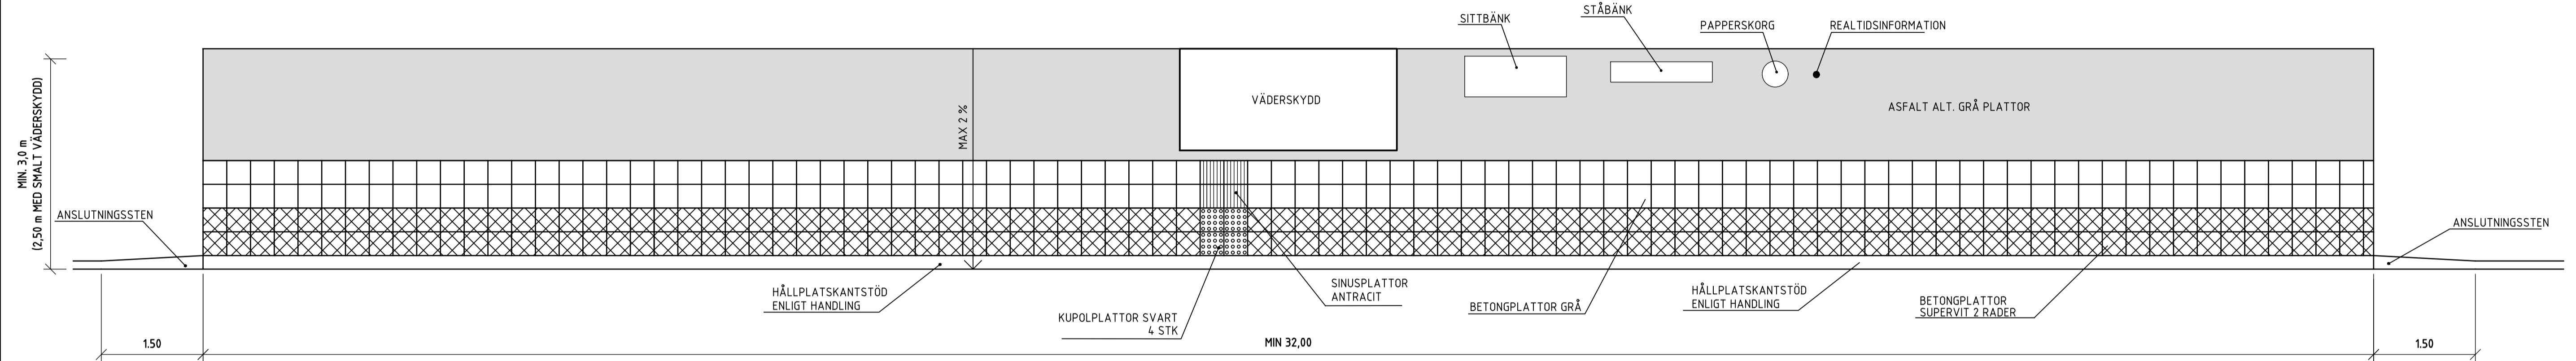 SITTBÄNK
STÅBÄNK
PAPPERSKORG
REALTIDSINFORMATION
MIN. 3,0 m
(2,50 m MED SMALT VÄDERSKYDD)
MAX 2 %
VÄDERSKYDD
ASFALT ALT. GRÅ PLATTOR
ANSLUTNINGSSTEN
ANSLUTNINGSSTEN
HÅLLPLATSKANTSTÖD
ENLIGT HANDLING
KUPOLPLATTOR SVART
4 STK
SINUSPLATTOR
ANTRACIT
BETONGPLATTOR GRÅ
HÅLLPLATSKANTSTÖD
ENLIGT HANDLING
BETONGPLATTOR
SUPERVIT 2 RADER
1.50
MIN 32,00
1.50